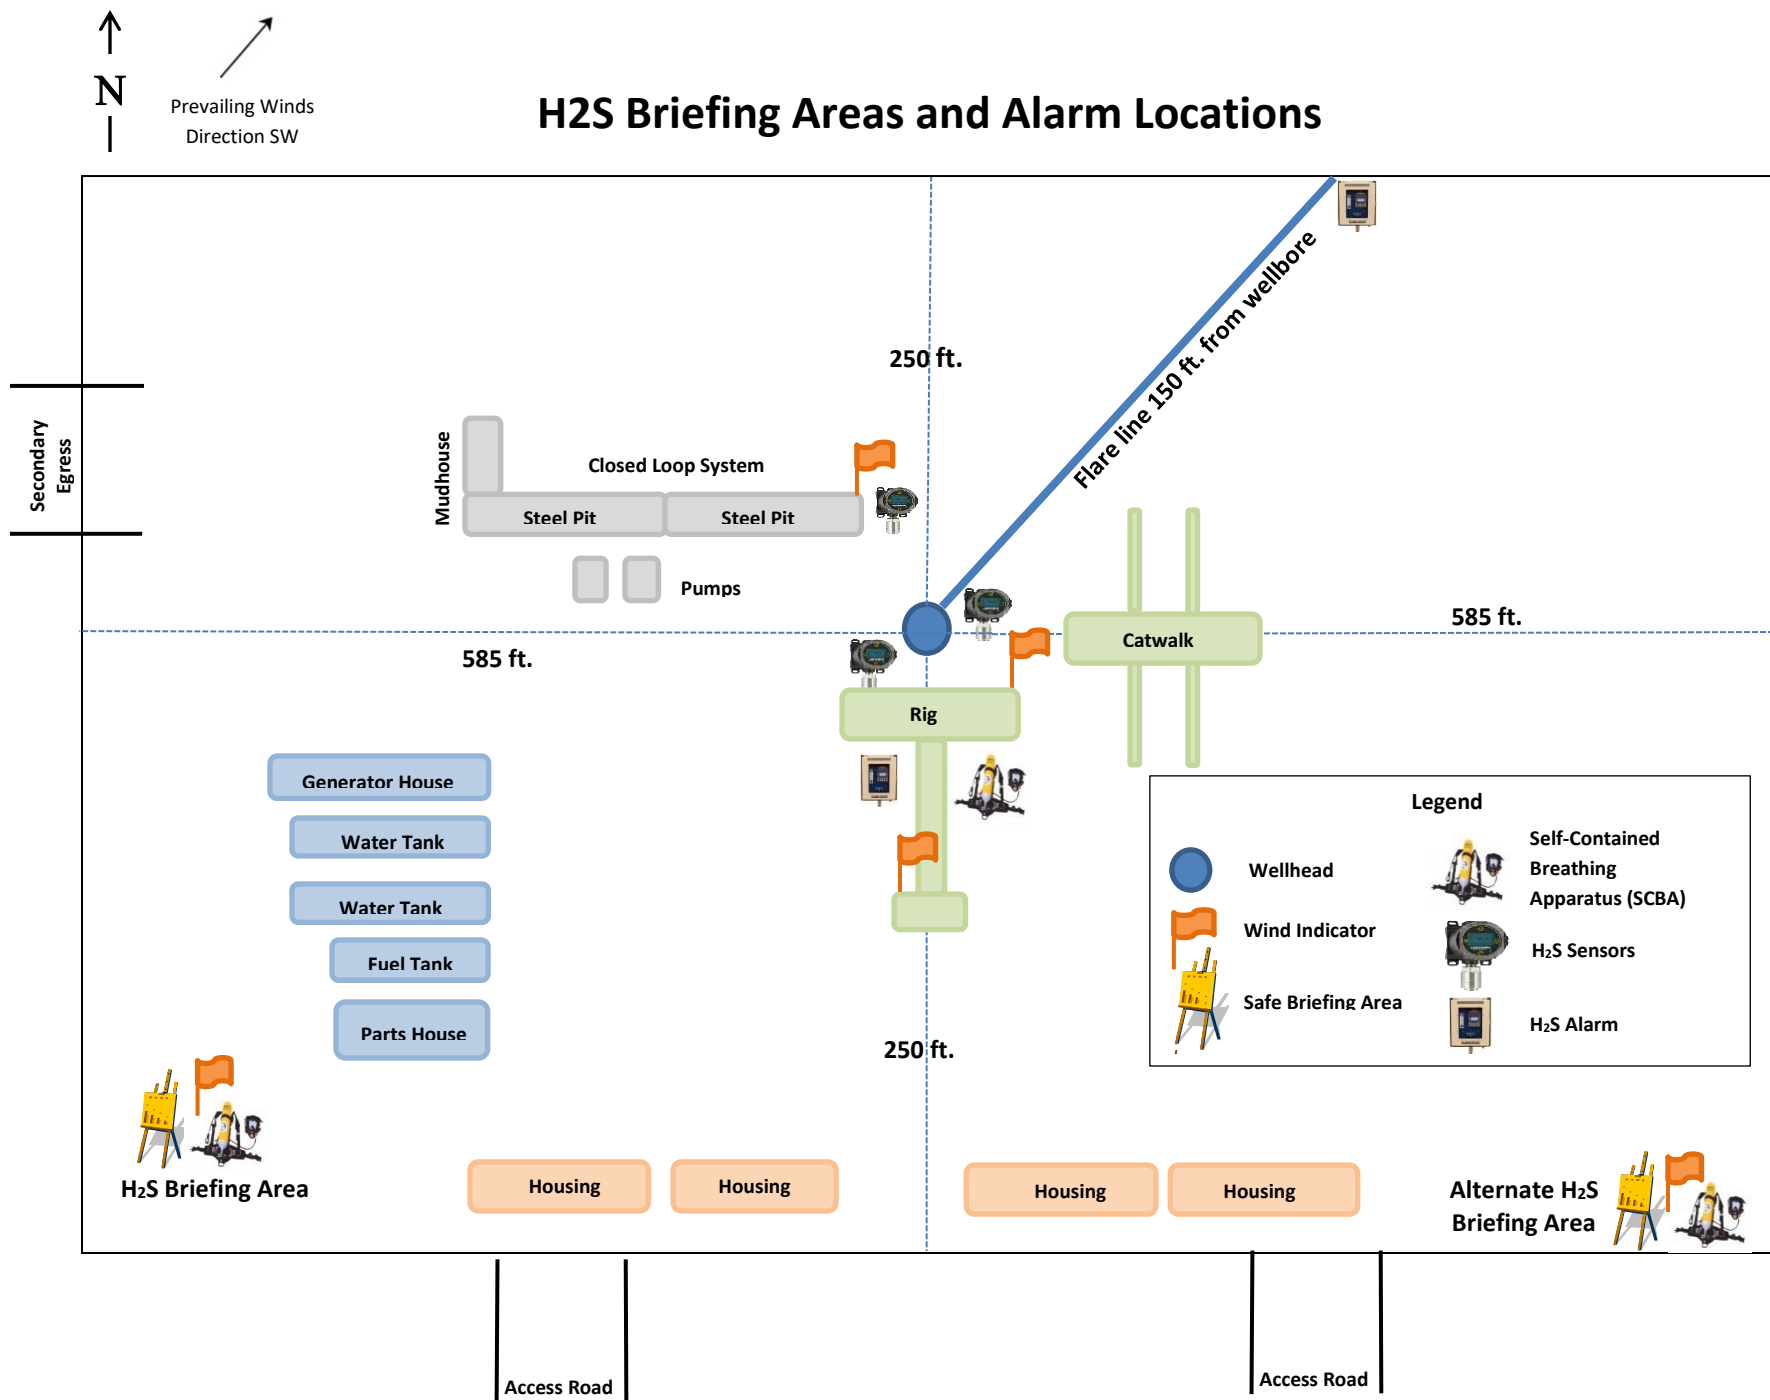 N
Prevailing Winds
Direction SW
H2S Briefing Areas and Alarm Locations
Flare line 150 ft. from wellbore
250 ft.
Secondary
Egress
Mudhouse
Closed Loop System
Steel Pit
Steel Pit
Pumps
585 ft.
585 ft.
Catwalk
Rig
Generator House
Water Tank
Water Tank
Fuel Tank
Parts House
250 ft.
Legend
Wellhead
Wind Indicator
Safe Briefing Area
Self-Contained
Breathing
Apparatus (SCBA)
H2S Sensors
H2S Alarm
H2S Briefing Area
Housing
Housing
Housing
Housing
Alternate H2S
Briefing Area
Access Road
Access Road